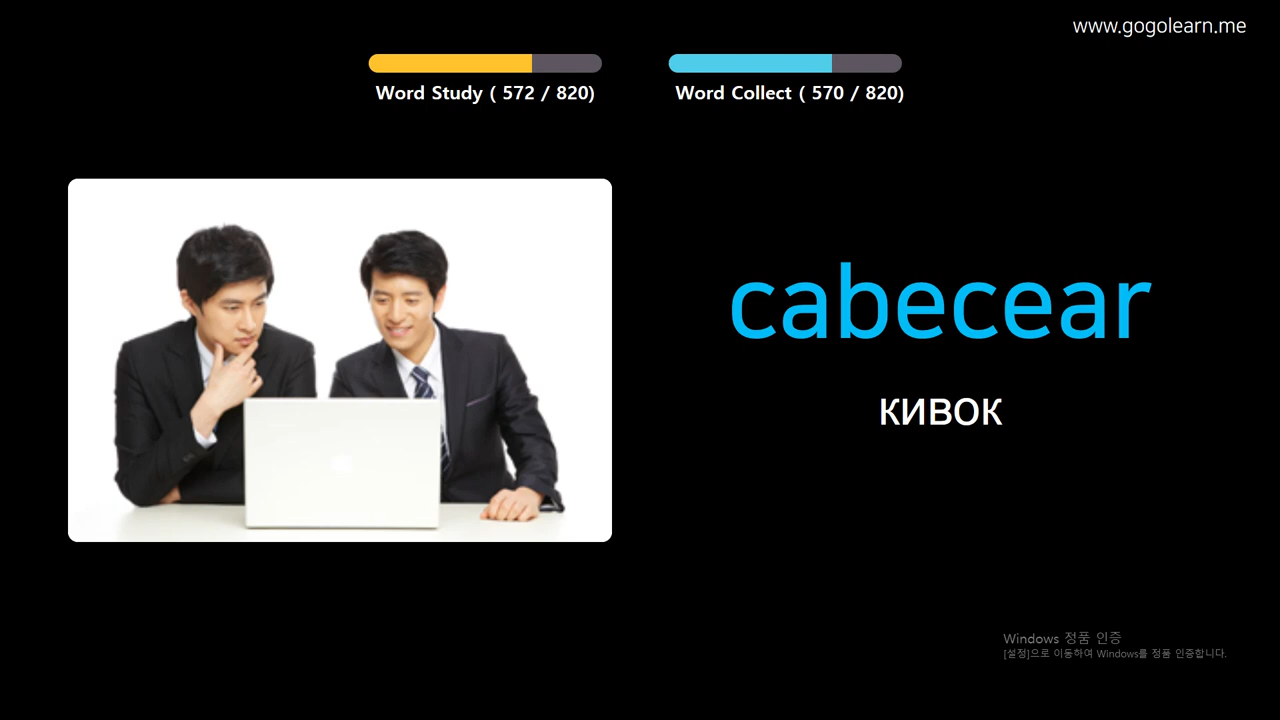 www.gogolearn.me
Word Study ( 572 / 820)
Word Collect ( 570 / 820)
cabecear
кивок
Windows 정품 인증
[설정]으로 이동하여 Windows를 정품 인증합니다.